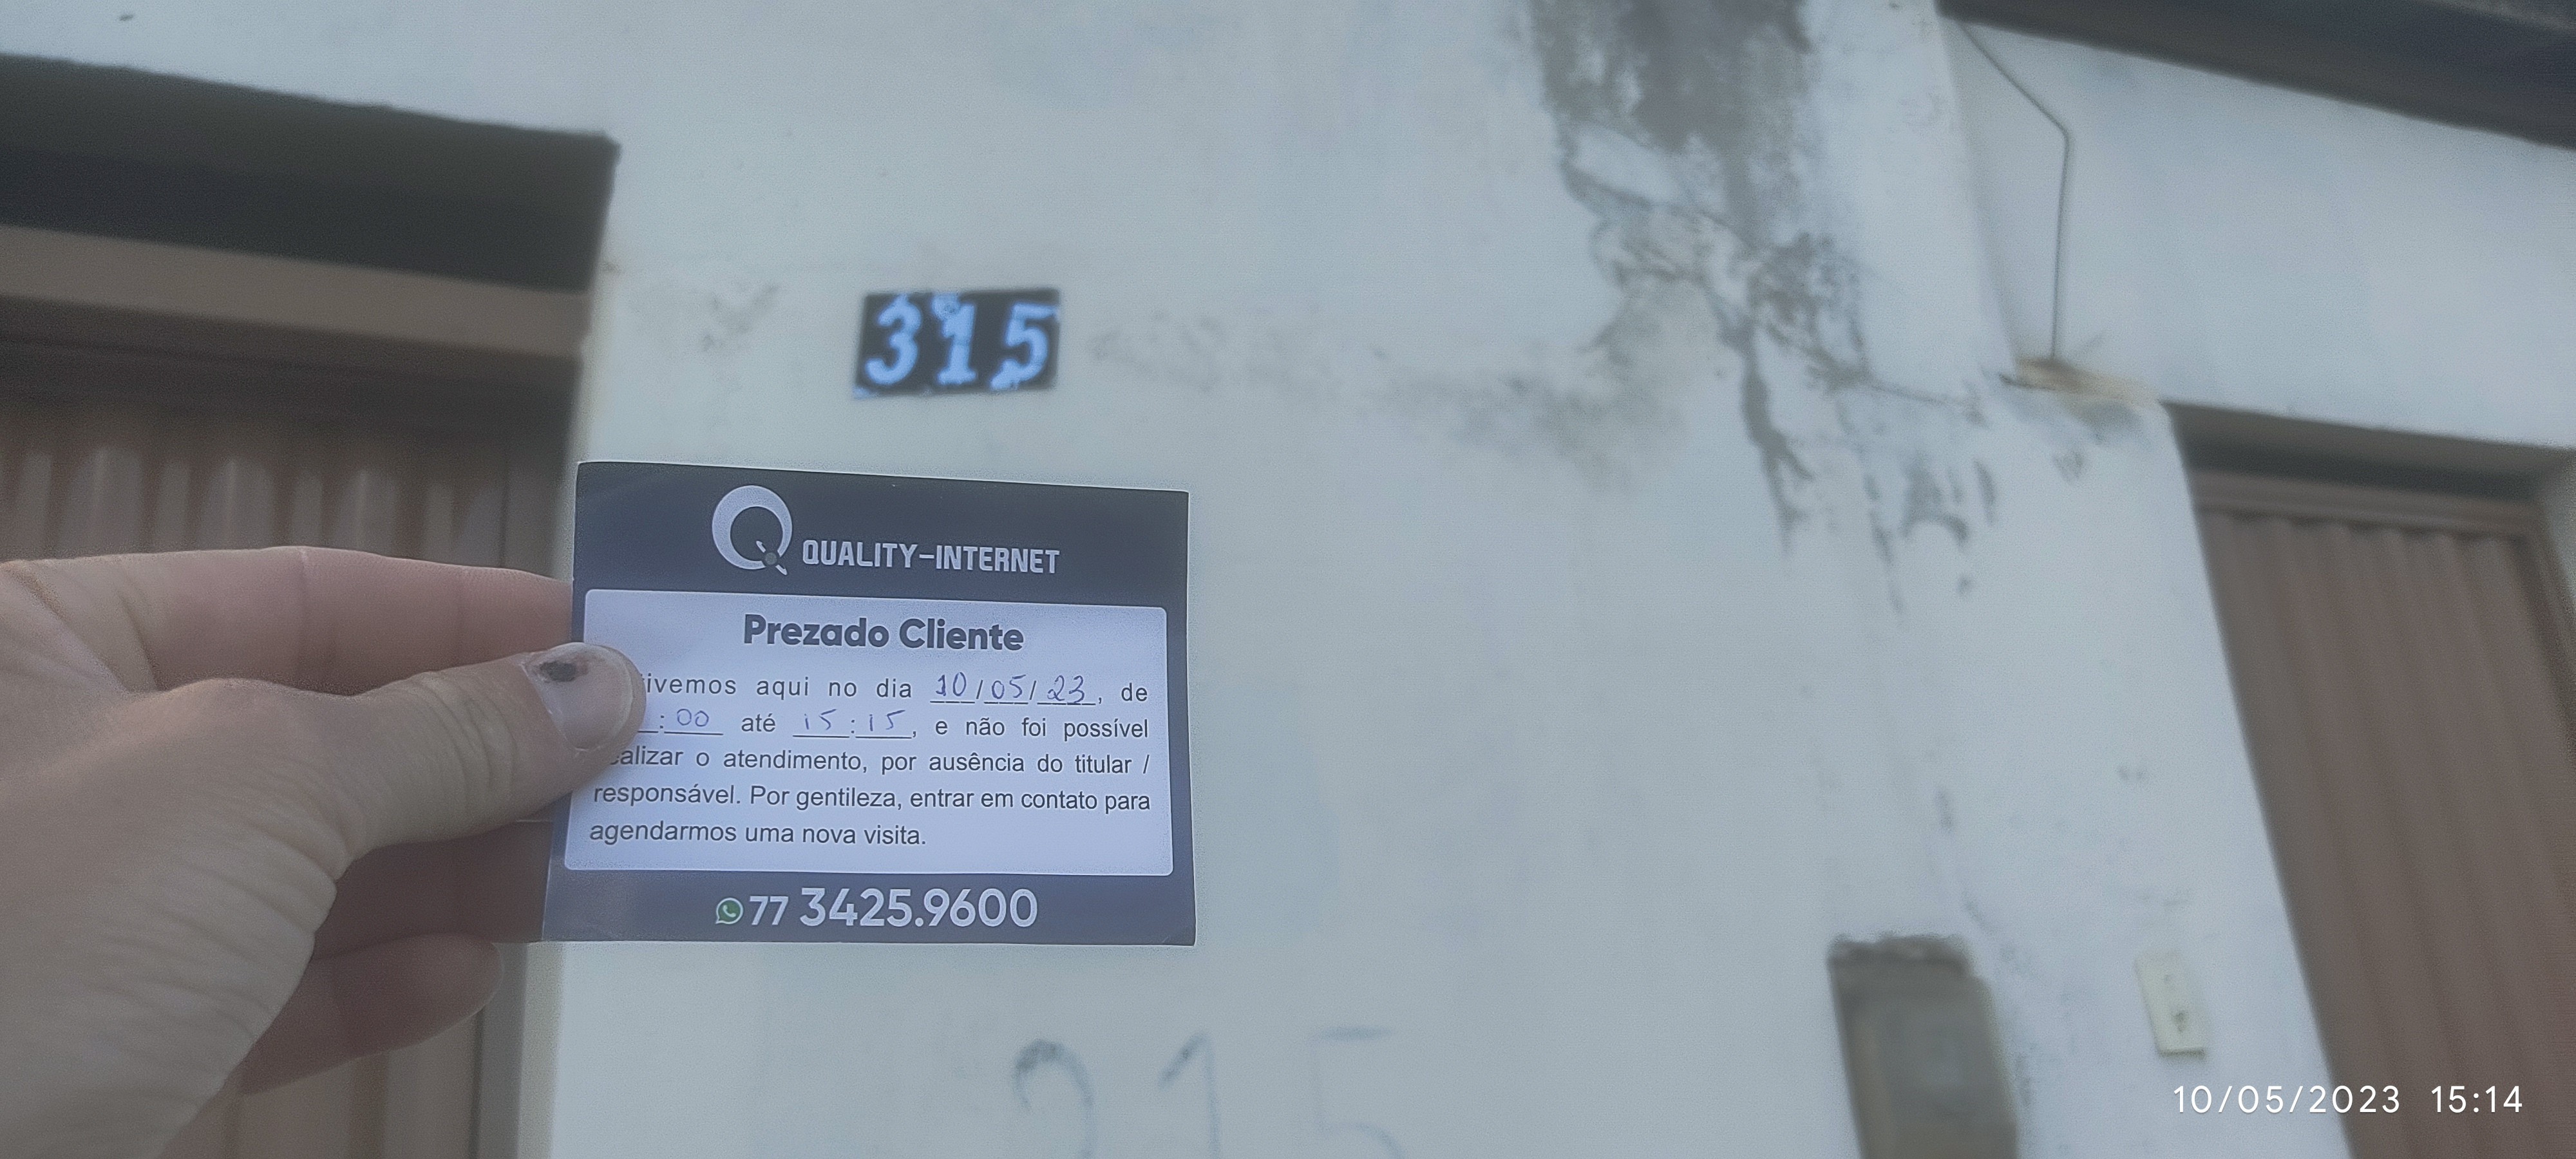 315
QUALITY-INTERNET
Prezado Cliente
ivemos aqui no dia 10/05/23, de
:00 até 15:15, e não foi possível
alizar o atendimento, por ausência do titular /
responsável. Por gentileza, entrar em contato para
agendarmos uma nova visita.
77 3425.9600
315
10/05/2023 15:14